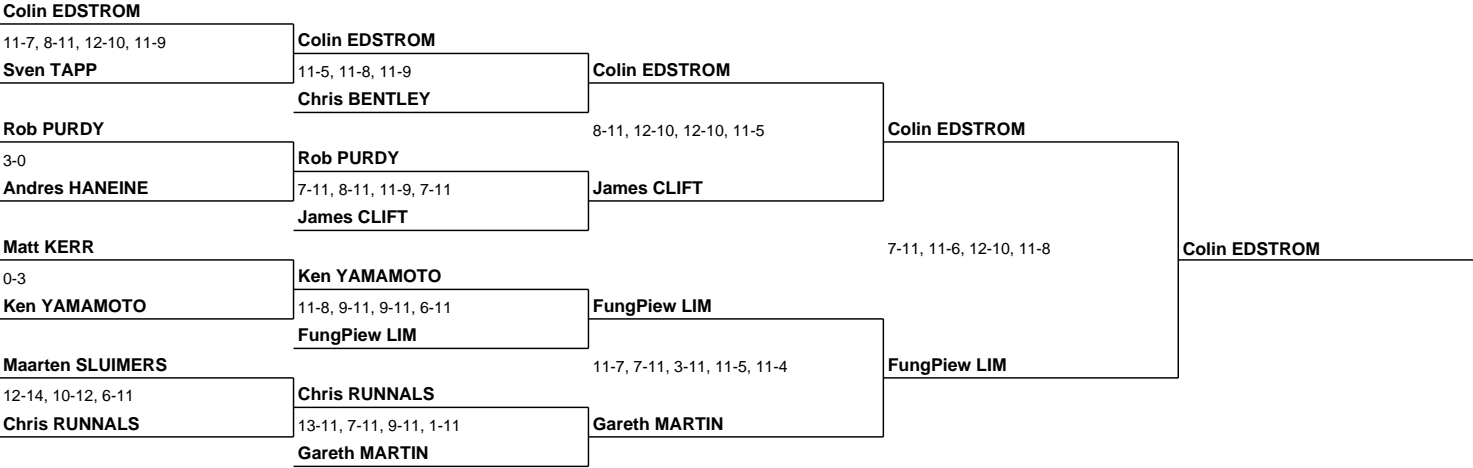 Colin EDSTROM
11-7, 8-11, 12-10, 11-9
Sven TAPP
Rob PURDY
3-0
Andres HANEINE
Matt KERR
0-3
Ken YAMAMOTO
Maarten SLUIMERS
12-14, 10-12, 6-11
Chris RUNNALS
Colin EDSTROM
11-5, 11-8, 11-9
Chris BENTLEY
Rob PURDY
7-11, 8-11, 11-9, 7-11
James CLIFT
Ken YAMAMOTO
11-8, 9-11, 9-11, 6-11
FungPiew LIM
Chris RUNNALS
13-11, 7-11, 9-11, 1-11
Gareth MARTIN
Colin EDSTROM
8-11, 12-10, 12-10, 11-5
James CLIFT
FungPiew LIM
11-7, 7-11, 3-11, 11-5, 11-4
Gareth MARTIN
Colin EDSTROM
7-11, 11-6, 12-10, 11-8
FungPiew LIM
Colin EDSTROM